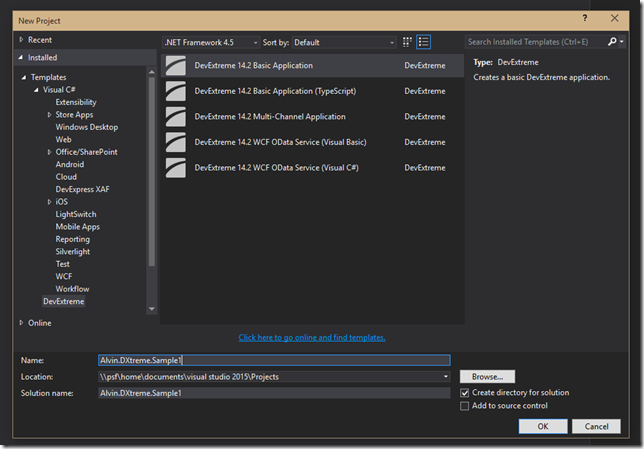 New Project
?
Recent
.NET Framework 4.5
Sort by:
Default
Search Installed Templates (Ctrl+E)
Installed
Templates
Visual C#
Extensibility
Store Apps
Windows Desktop
Web
Office/SharePoint
Android
Cloud
DevExpress XAF
iOS
LightSwitch
Mobile Apps
Reporting
Silverlight
Test
WCF
Workflow
DevExtreme
Online
DevExtreme 14.2 Basic Application DevExtreme
DevExtreme 14.2 Basic Application (TypeScript) DevExtreme
DevExtreme 14.2 Multi-Channel Application DevExtreme
DevExtreme 14.2 WCF OData Service (Visual Basic) DevExtreme
DevExtreme 14.2 WCF OData Service (Visual C#) DevExtreme
Type: DevExtreme
Creates a basic DevExtreme application.
Click here to go online and find templates.
Name: Alvin.DXtreme.Sample1
Location: \\psf\home\documents\visual studio 2015\Projects
Browse...
Solution name: Alvin.DXtreme.Sample1
Create directory for solution
Add to source control
OK
Cancel